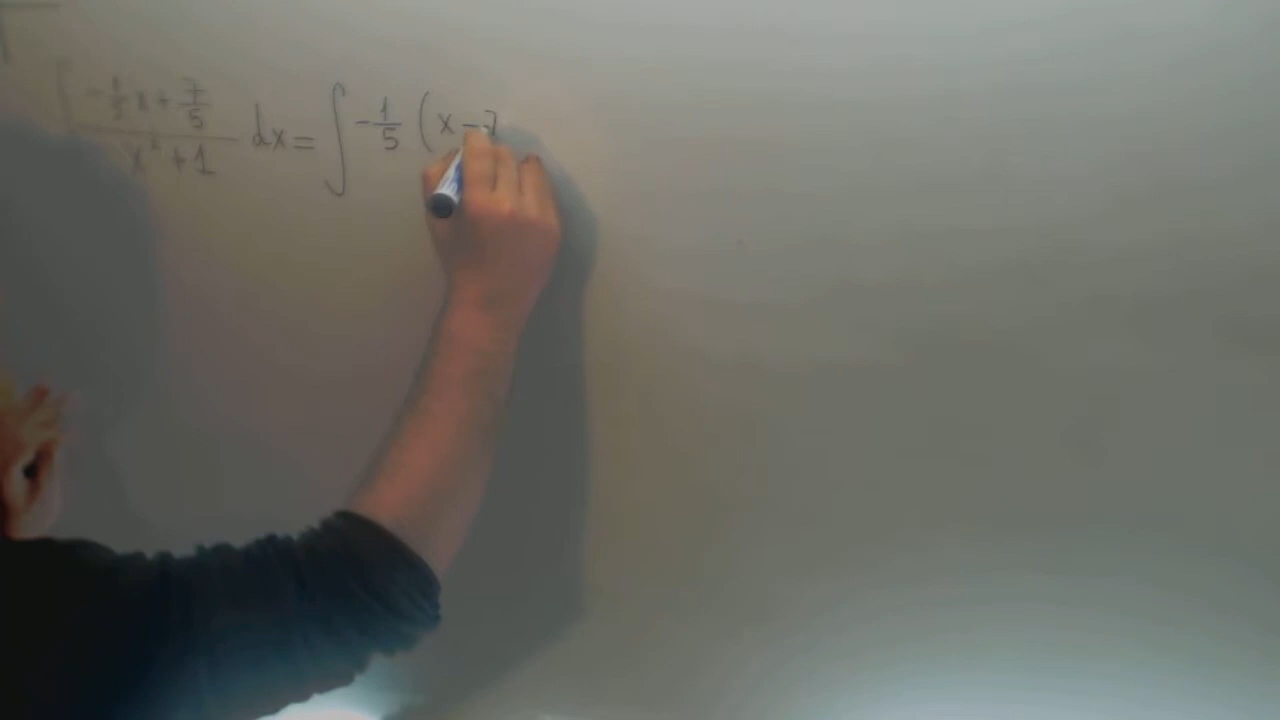 ∫ (-1/5 x + 7/5)/(x² + 1) dx = ∫ -1/5 (x - 7